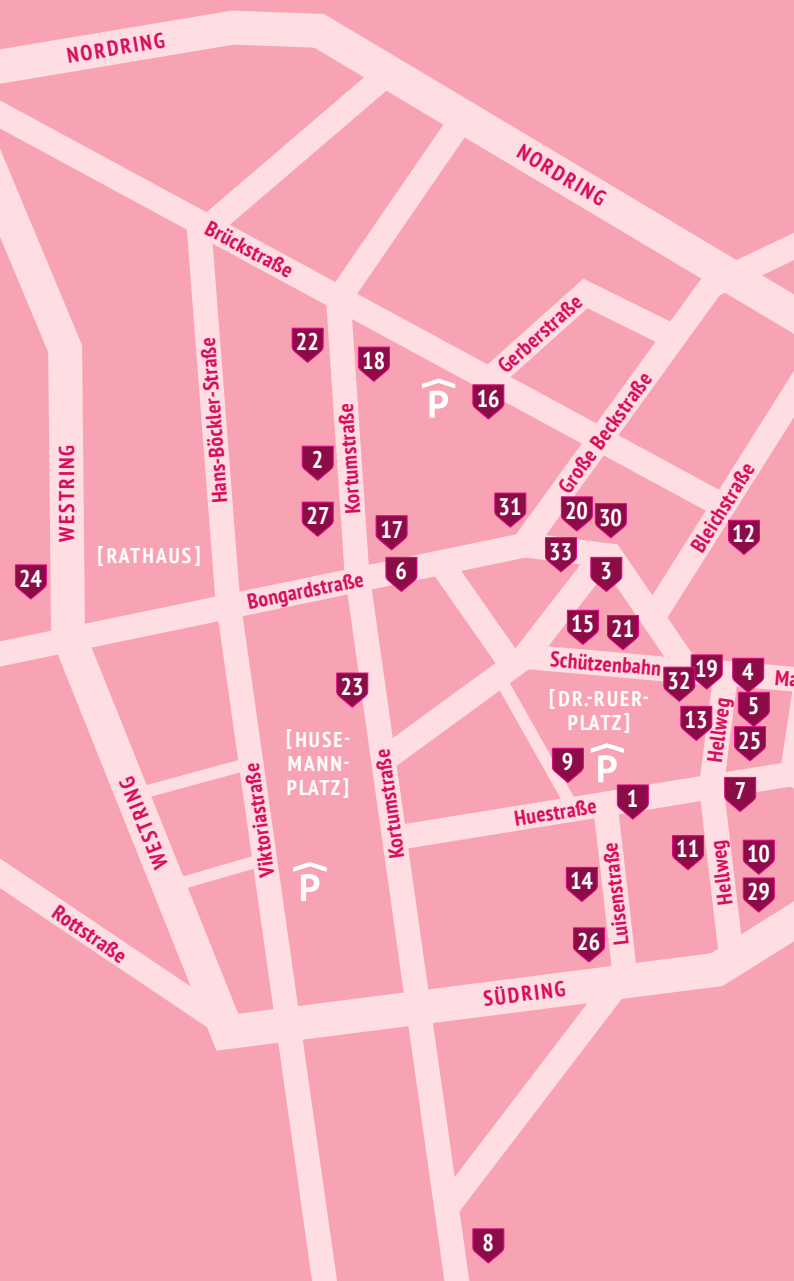 NORDRING
NORDRING
Brückstraße
Gerberstraße
22
18
Hans-Böckler-Straße
P
16
Große Beckstraße
Kortumstraße
WESTRING
2
Bleichstraße
27
31
20
30
17
12
[RATHAUS]
33
24
6
3
Bongardstraße
15
21
Schützenbahn
32
19
4
Ma
23
[DR.-RUER-
PLATZ]
13
Hellweg
5
25
[HUSE-
MANN-
PLATZ]
9
P
WESTRING
Viktoriastraße
Kortumstraße
Huestraße
1
7
11
10
Hellweg
29
P
14
Luisenstraße
26
Rottstraße
SÜDRING
8